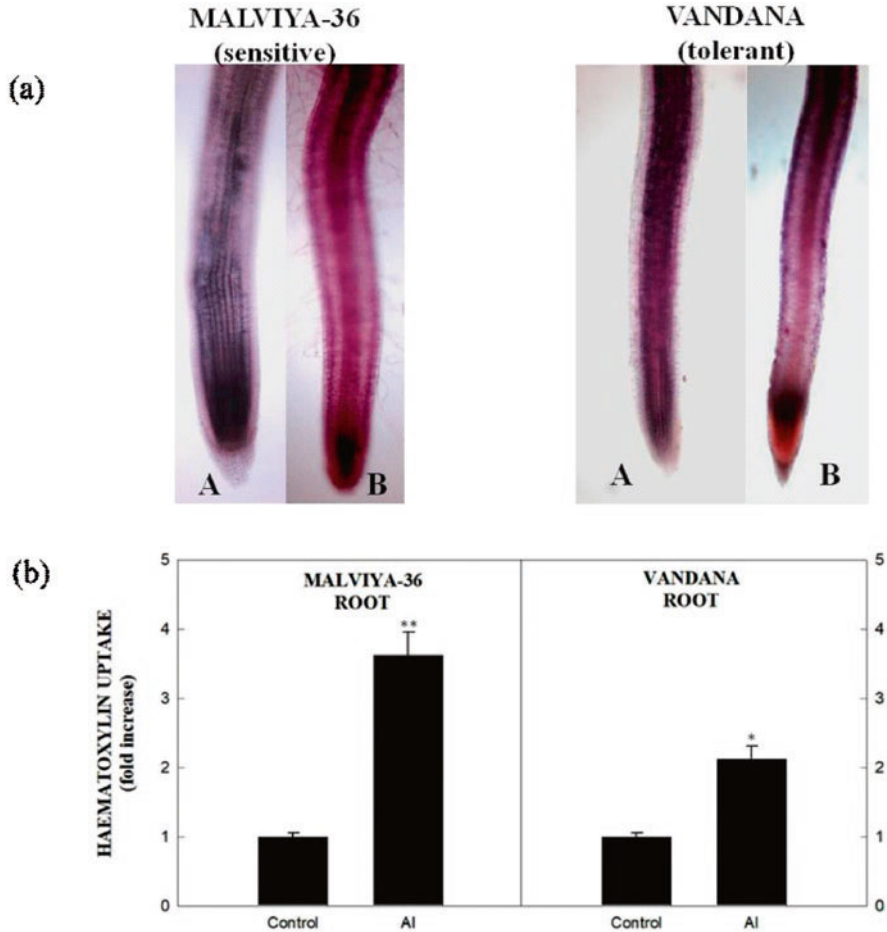 MALVIYA-36
(sensitive)
VANDANA
(tolerant)
(a)
A
B
A
B
(b)
HAEMATOXYLIN UPTAKE
(fold increase)
5
4
3
2
1
0
MALVIYA-36
ROOT
**
Control
Al
VANDANA
ROOT
*
Control
Al
5
4
3
2
1
0